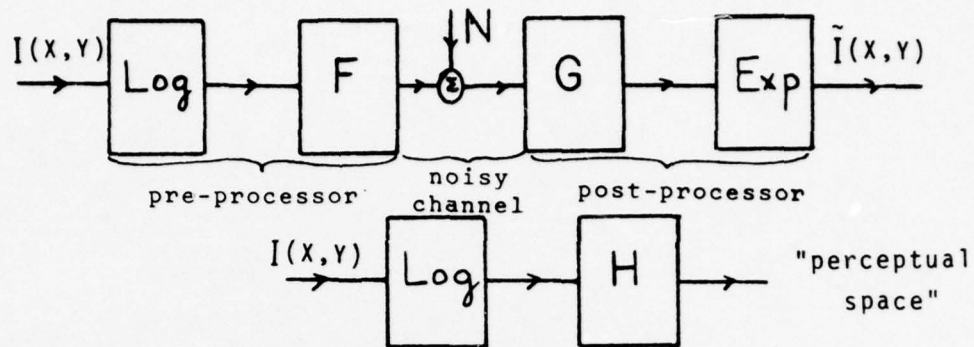 N
I(X,Y) Log F Σ G Exp Ĩ(X,Y)
pre-processor noisy channel post-processor
I(X,Y) Log H "perceptual space"